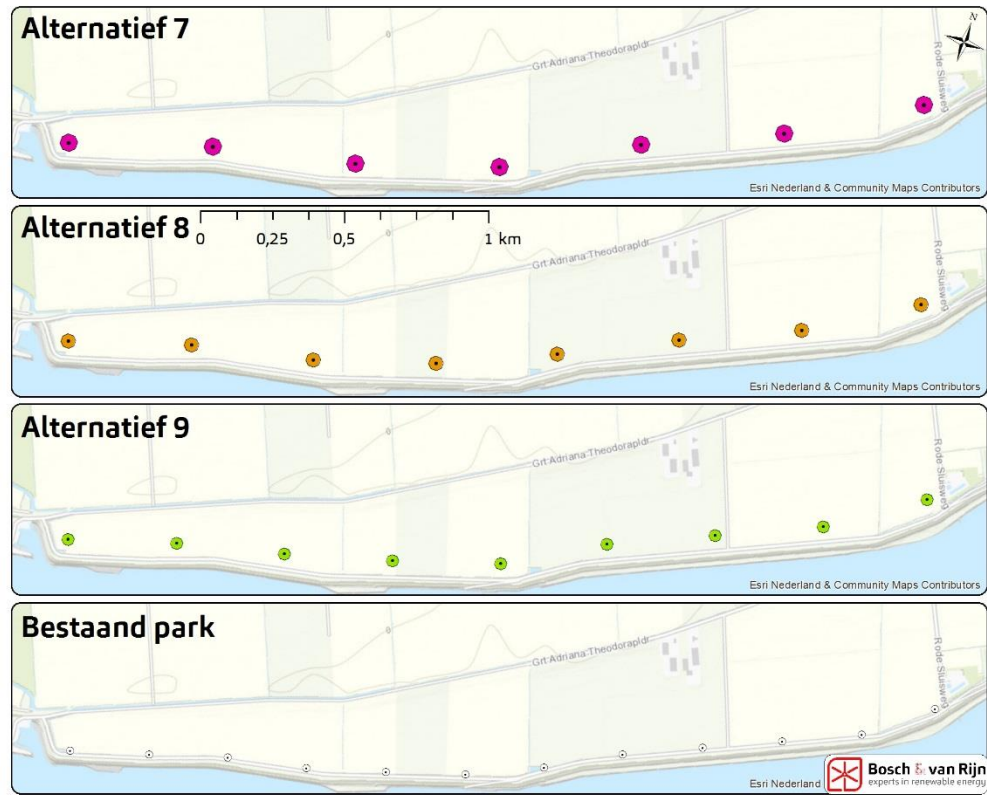 Alternatief 7
Grt Adriana Theodorapldr
Rode Sluisweg
Esri Nederland & Community Maps Contributors
Alternatief 8
0 0,25 0,5 1 km
Grt Adriana Theodorapldr
Rode Sluisweg
Esri Nederland & Community Maps Contributors
Alternatief 9
Grt Adriana Theodorapldr
Rode Sluisweg
Esri Nederland & Community Maps Contributors
Bestaand park
Grt Adriana Theodorapldr
Rode Sluisweg
Esri Nederland
Bosch & van Rijn
experts in renewable energy